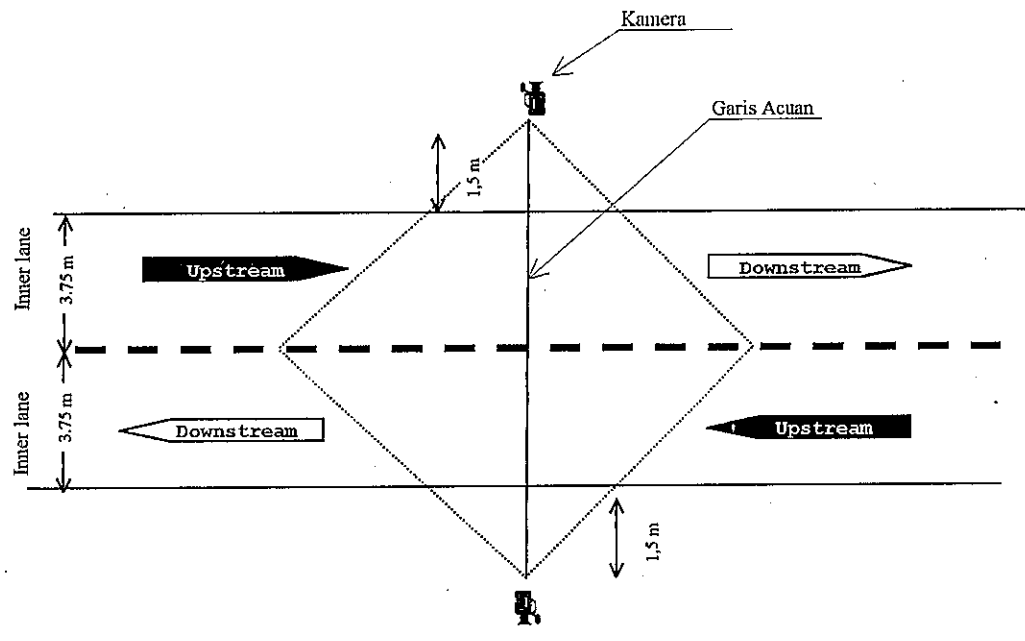 Kamera
Garis Acuan
1,5 m
Inner lane
3.75 m
Upstream
Downstream
Inner lane
3.75 m
Downstream
Upstream
1,5 m